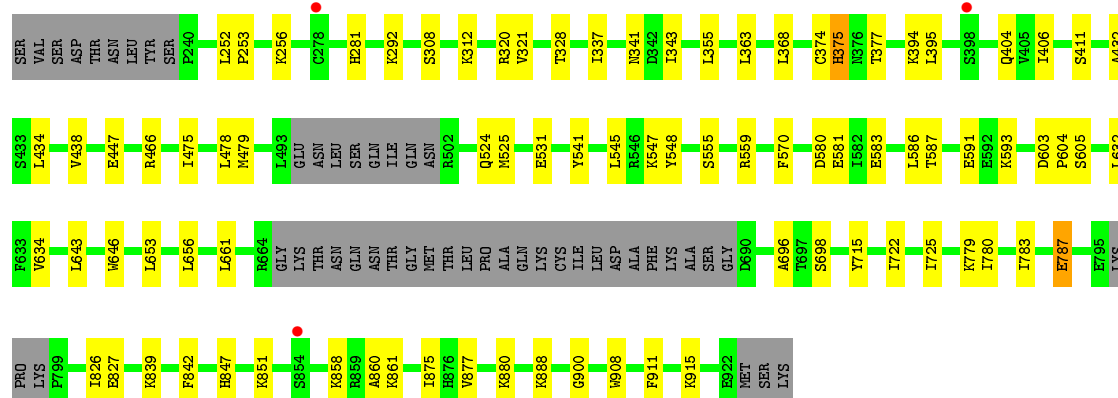 SER VAL SER ASP THR ASN LEU TYR SER P240 L252 P253 K256 C278 H281 K292 S308 K312 R320 V321 T328 I337 N341 D342 I343 L355 L363 L368 C374 H375 N376 T377 K394 L395 S398 Q404 V405 I406 S411 A432
S433 L434 V438 E447 R466 I475 L478 M479 L493 GLU ASN LEU SER GLN ILE GLN ASN R502 Q524 M525 E531 Y541 L545 R546 K547 Y548 S555 R559 F570 D580 E581 I582 E583 L586 T587 E591 E592 K593 D603 P604 S605 L632
F633 V634 L643 W646 L653 L656 L661 R664 GLY LYS THR ASN GLN ASN THR GLY MET THR LEU PRO ALA GLN LYS CYS ILE LEU ASP ALA PHE LYS ALA SER GLY D690 A696 T697 S698 Y715 I722 I725 K779 I780 I783 E787 E795 LYS
PRO LYS P799 I826 E827 K839 F842 H847 K851 S854 K858 R859 A860 K861 I875 H876 V877 K880 K888 G900 W908 F911 K915 E922 MET SER LYS